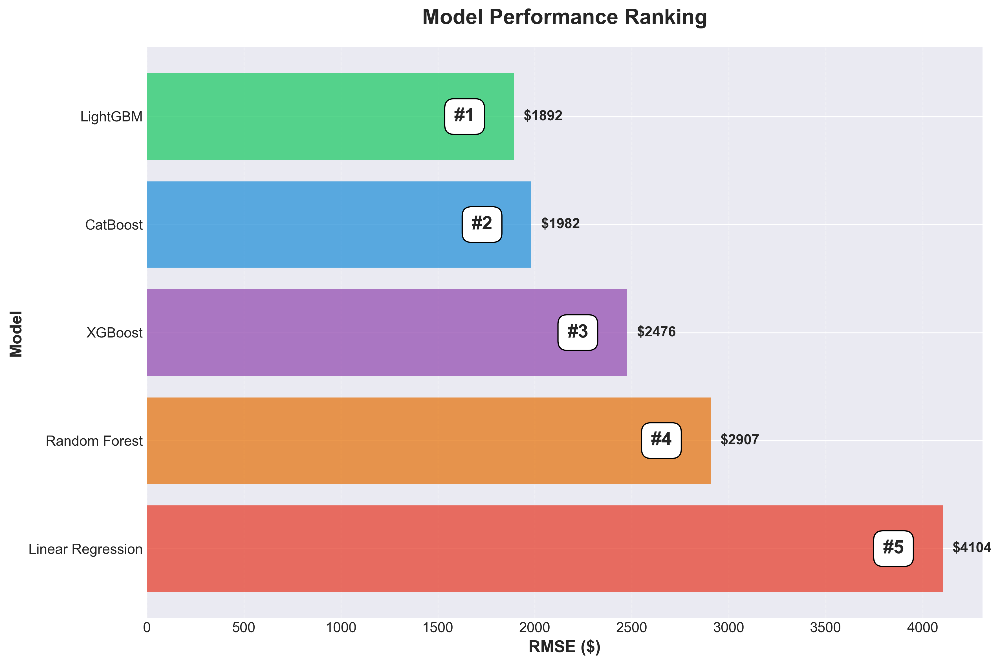 Model Performance Ranking
Model
LightGBM
#1
$1892
CatBoost
#2
$1982
XGBoost
#3
$2476
Random Forest
#4
$2907
Linear Regression
#5
$4104
0 500 1000 1500 2000 2500 3000 3500 4000
RMSE ($)